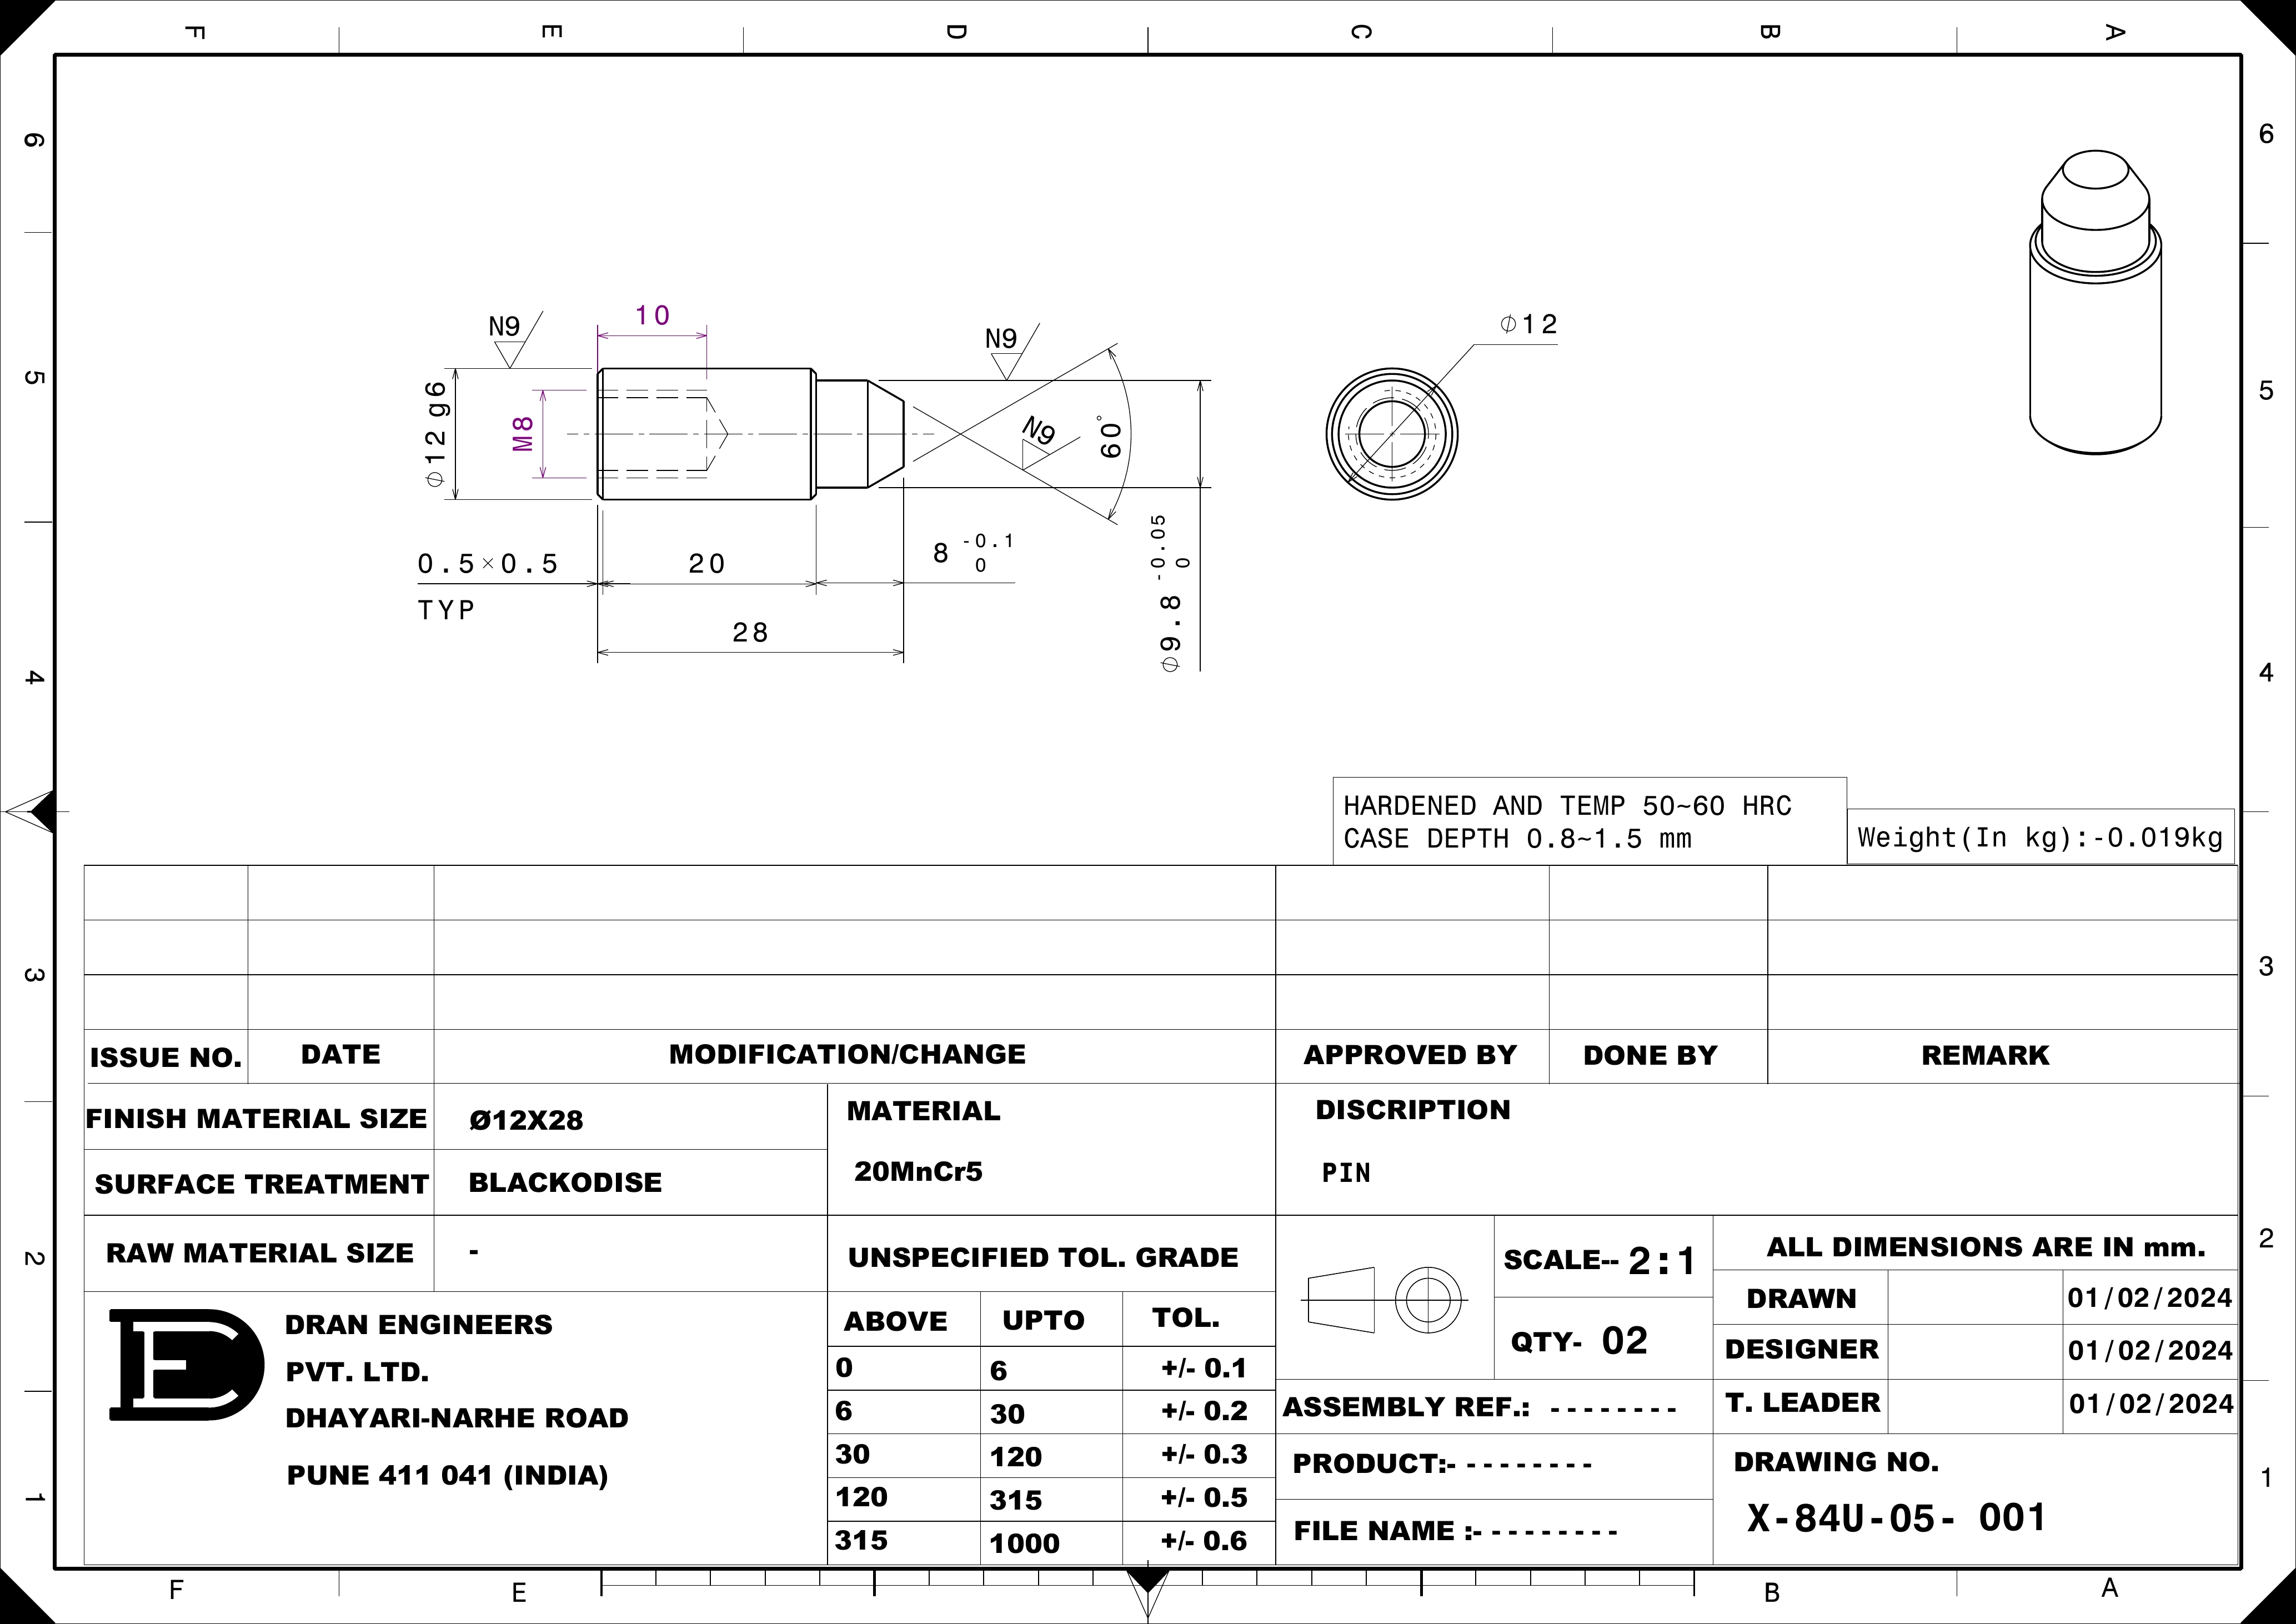 F E D C B A
6 6
5 5
4 4
3 3
2 2
1 1
N9
10
N9
N9
⌀12 g6
M8
60°
⌀12
0.5×0.5
TYP
20
8 -0.1
0
28
⌀9.8 -0.05
0
HARDENED AND TEMP 50~60 HRC
CASE DEPTH 0.8~1.5 mm
Weight(In kg):-0.019kg
ISSUE NO. DATE MODIFICATION/CHANGE APPROVED BY DONE BY REMARK
FINISH MATERIAL SIZE Ø12X28
SURFACE TREATMENT BLACKODISE
RAW MATERIAL SIZE -
MATERIAL
20MnCr5
DISCRIPTION
PIN
UNSPECIFIED TOL. GRADE
ABOVE UPTO TOL.
0 6 +/- 0.1
6 30 +/- 0.2
30 120 +/- 0.3
120 315 +/- 0.5
315 1000 +/- 0.6
DE
DRAN ENGINEERS
PVT. LTD.
DHAYARI-NARHE ROAD
PUNE 411 041 (INDIA)
SCALE-- 2:1
QTY- 02
ALL DIMENSIONS ARE IN mm.
DRAWN 01/02/2024
DESIGNER 01/02/2024
T. LEADER 01/02/2024
ASSEMBLY REF.: --------
PRODUCT:- --------
FILE NAME :- --------
DRAWING NO.
X-84U-05- 001
F E B A